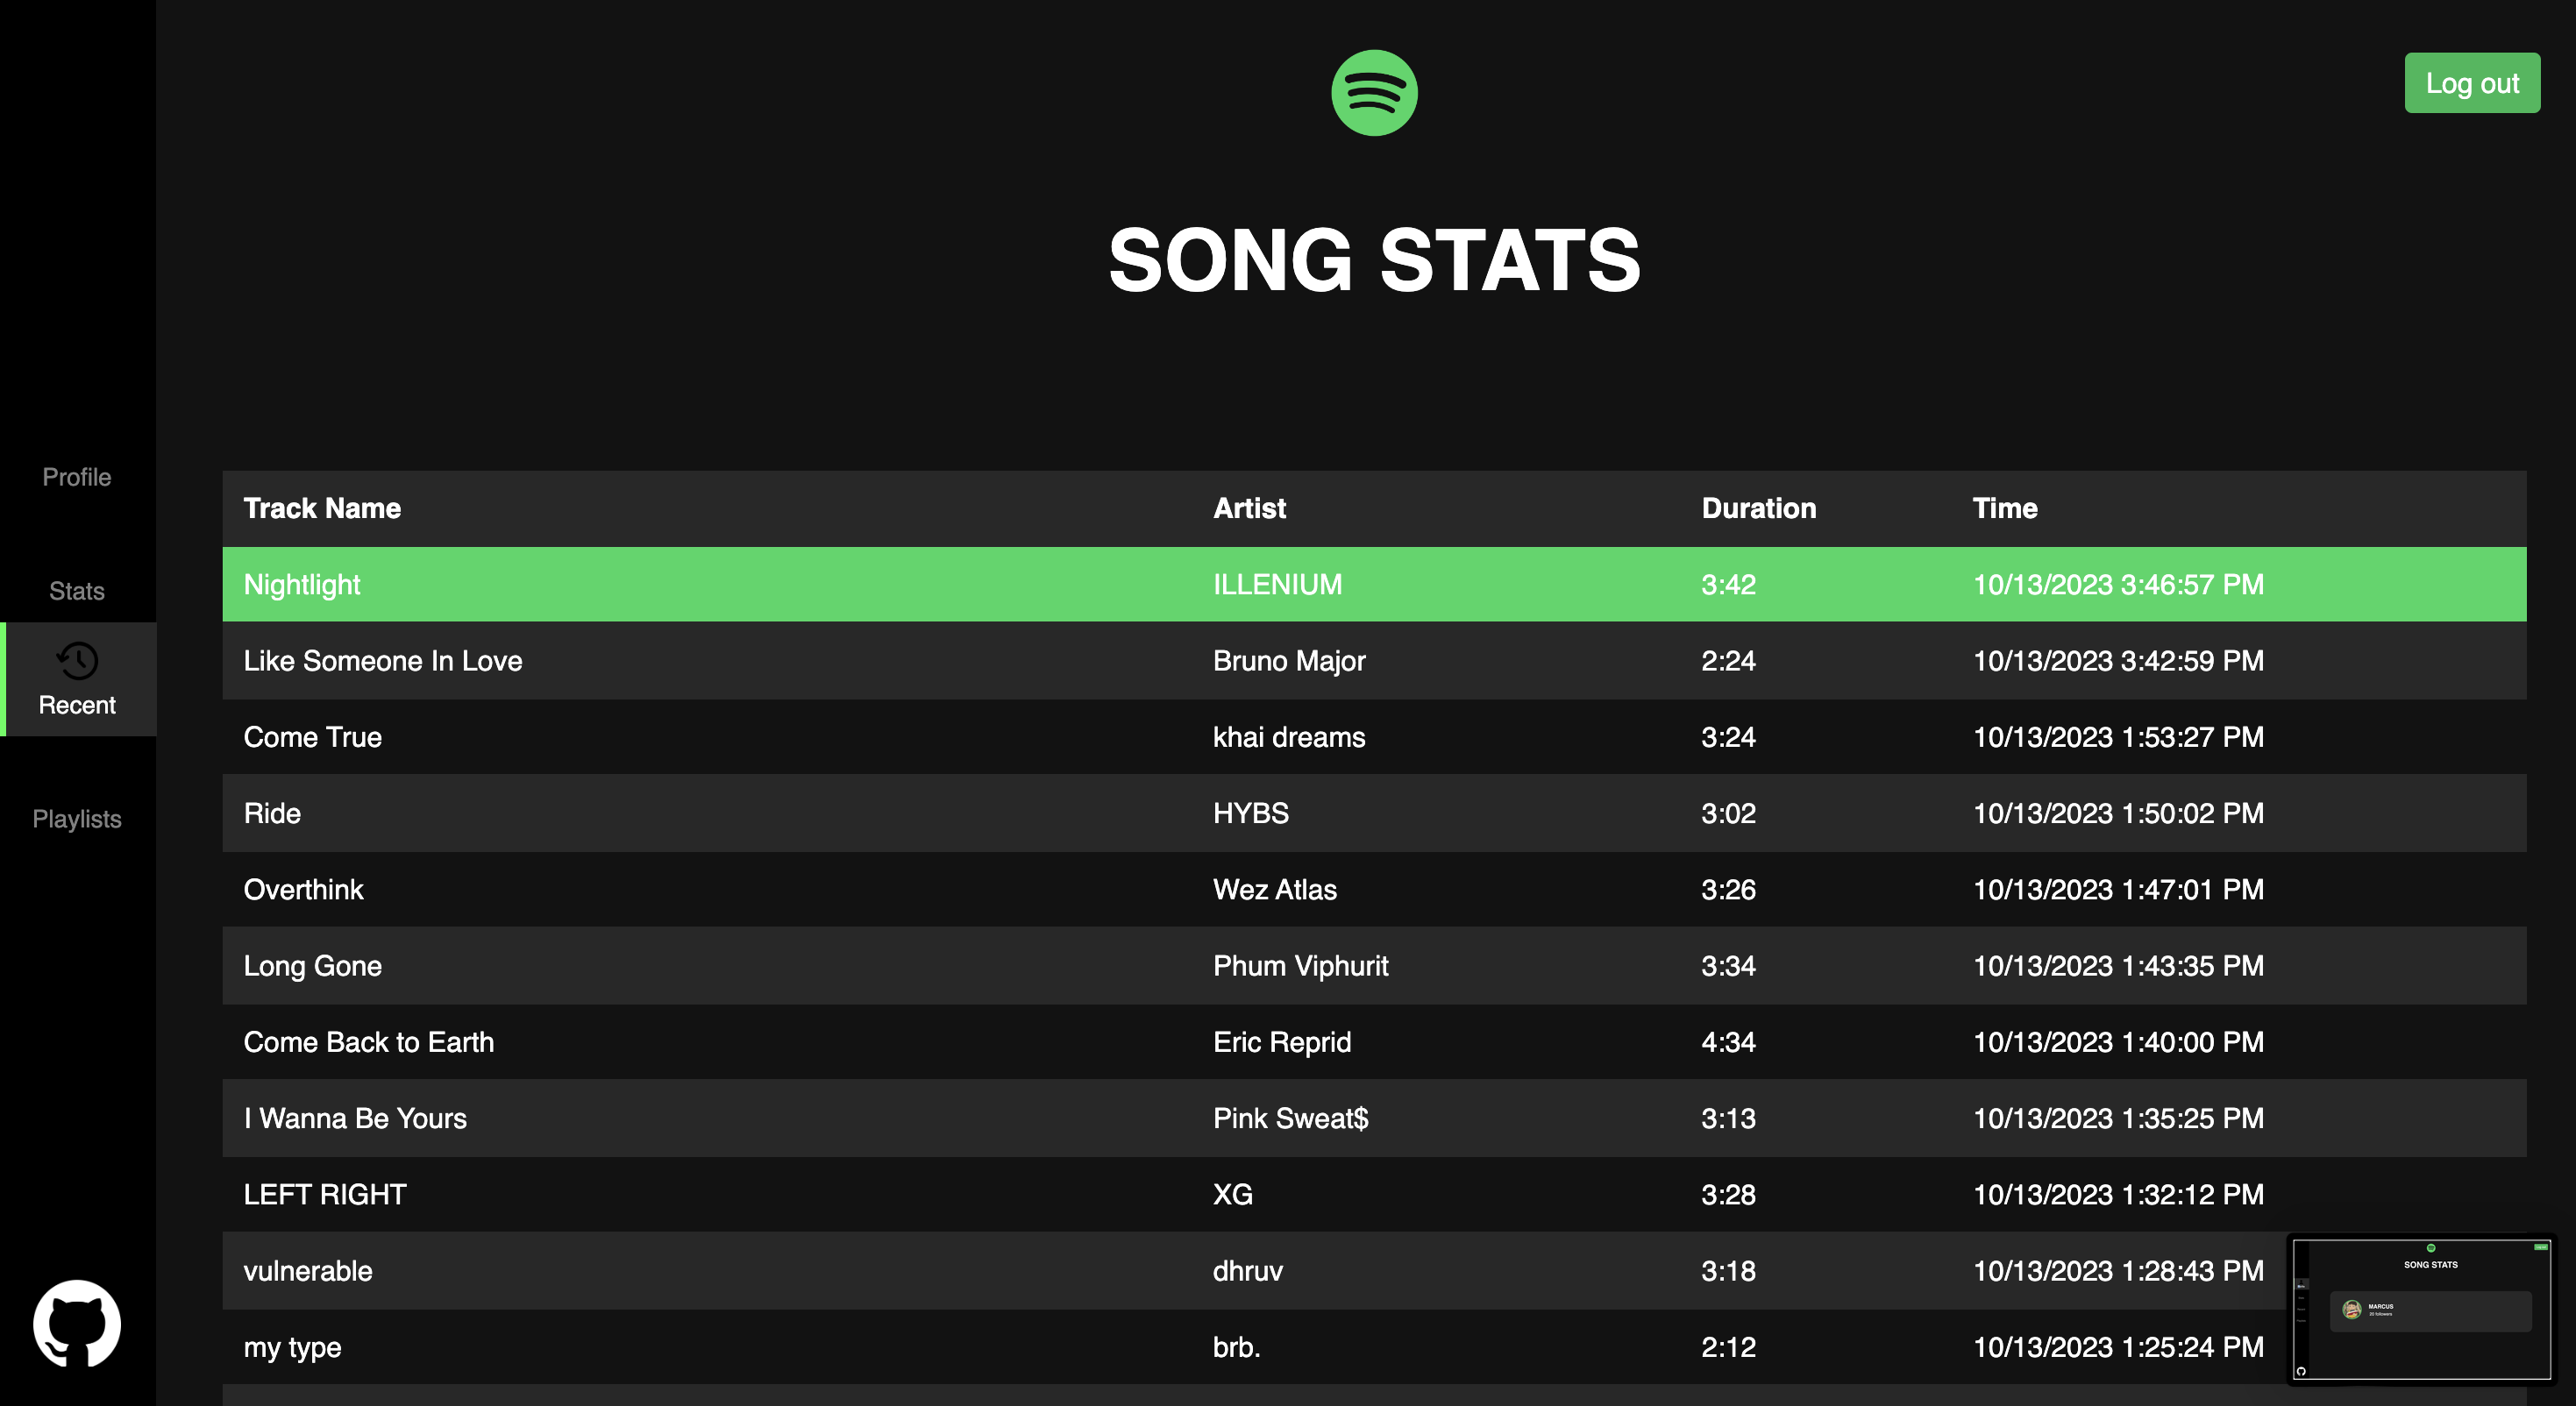 Log out
SONG STATS
Profile
Stats
Recent
Playlists
Track Name Artist Duration Time
Nightlight ILLENIUM 3:42 10/13/2023 3:46:57 PM
Like Someone In Love Bruno Major 2:24 10/13/2023 3:42:59 PM
Come True khai dreams 3:24 10/13/2023 1:53:27 PM
Ride HYBS 3:02 10/13/2023 1:50:02 PM
Overthink Wez Atlas 3:26 10/13/2023 1:47:01 PM
Long Gone Phum Viphurit 3:34 10/13/2023 1:43:35 PM
Come Back to Earth Eric Reprid 4:34 10/13/2023 1:40:00 PM
I Wanna Be Yours Pink Sweat$ 3:13 10/13/2023 1:35:25 PM
LEFT RIGHT XG 3:28 10/13/2023 1:32:12 PM
vulnerable dhruv 3:18 10/13/2023 1:28:43 PM
my type brb. 2:12 10/13/2023 1:25:24 PM
SONG STATS
MARCUS
followers